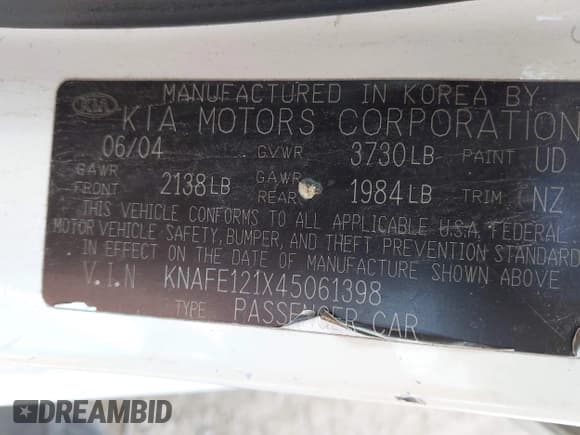 MANUFACTURED IN KOREA BY
KIA KIA MOTORS CORPORATION
06/04 GVWR 3730LB PAINT UD
GAWR FRONT 2138LB GAWR REAR 1984LB TRIM NZ
THIS VEHICLE CONFORMS TO ALL APPLICABLE U.S.A. FEDERAL
MOTOR VEHICLE SAFETY, BUMPER, AND THEFT PREVENTION STANDARD
IN EFFECT ON THE DATE OF MANUFACTURE SHOWN ABOVE
V.I.N KNAFE121X45061398
TYPE PASSENGER CAR
DREAMBID